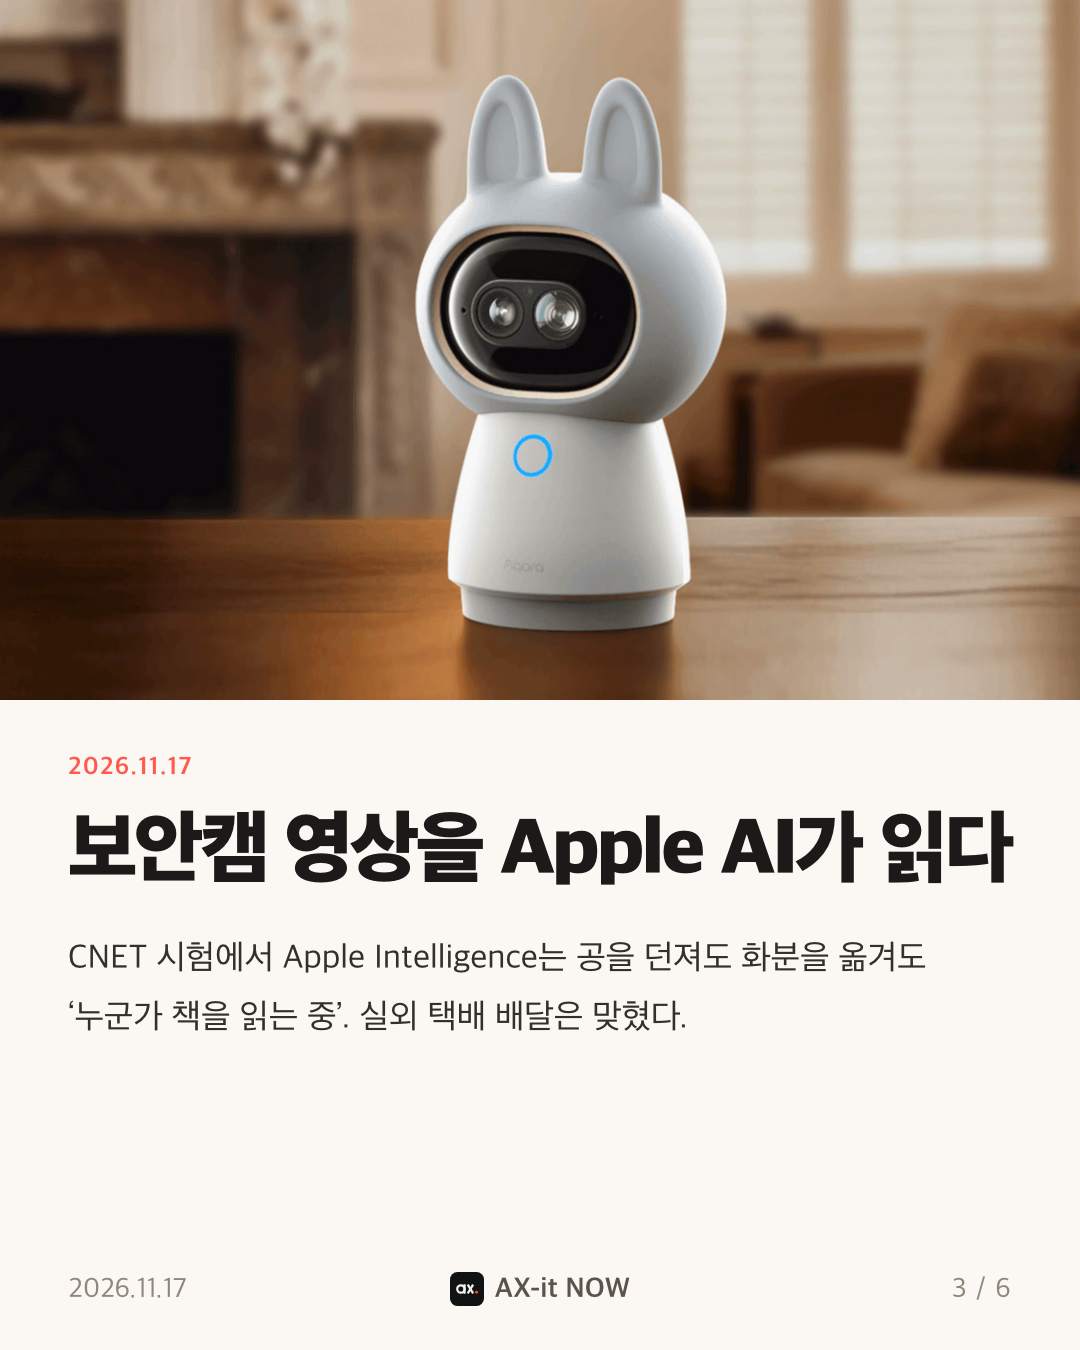 Aqara
2026.11.17
보안캠 영상을 Apple AI가 읽다
CNET 시험에서 Apple Intelligence는 공을 던져도 화분을 옮겨도
‘누군가 책을 읽는 중’. 실외 택배 배달은 맞혔다.
2026.11.17
ax.
AX-it NOW
3 / 6